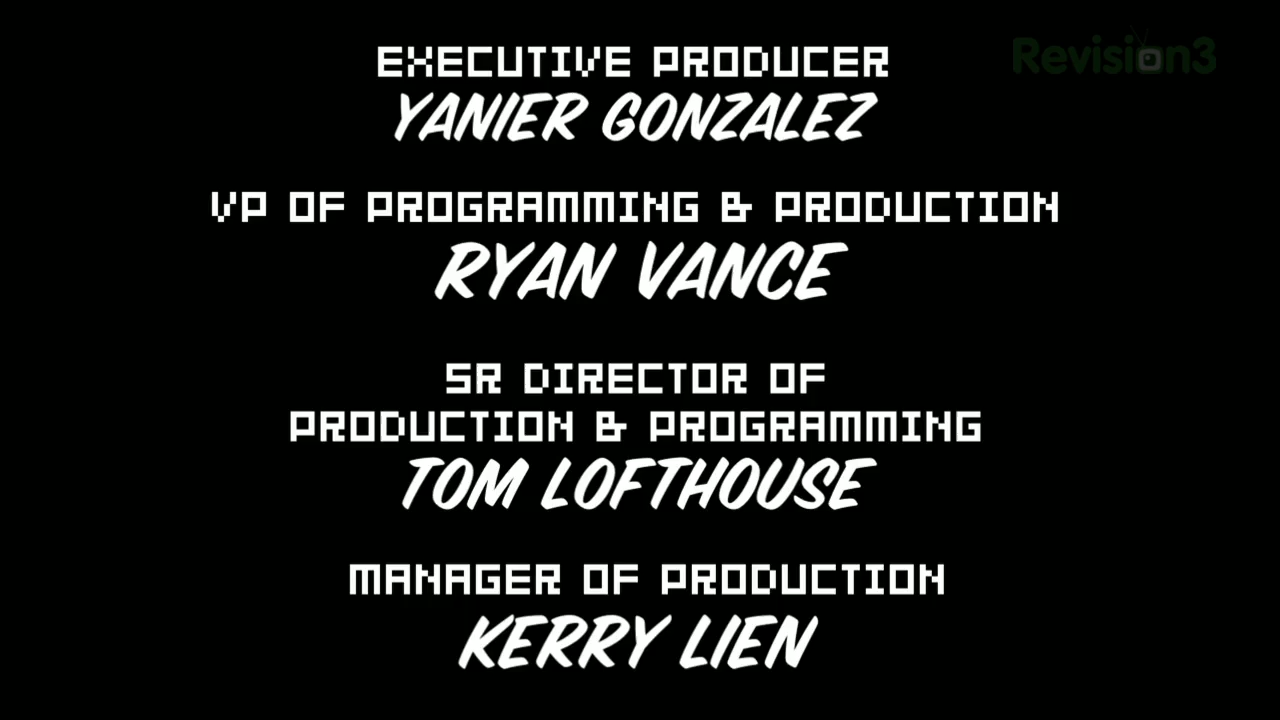 Revision3
EXECUTIVE PRODUCER
YANIER GONZALEZ
VP OF PROGRAMMING & PRODUCTION
RYAN VANCE
SR DIRECTOR OF
PRODUCTION & PROGRAMMING
TOM LOFTHOUSE
MANAGER OF PRODUCTION
KERRY LIEN